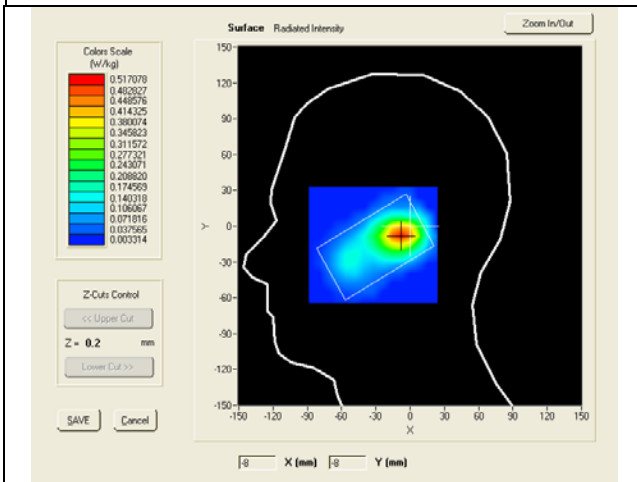 Surface Radiated Intensity
Zoom In/Out
Colors Scale
(W/kg)
0.517078
0.482827
0.448576
0.414325
0.380074
0.345823
0.311572
0.277321
0.243071
0.208820
0.174569
0.140318
0.106067
0.071816
0.037565
0.003314
150
120
90
60
30
0
-30
-60
-90
-120
-150
Y
-150 -120 -90 -60 -30 0 30 60 90 120 150
X
Z-Cuts Control
<< Upper Cut
Z = 0.2 mm
Lower Cut >>
SAVE Cancel
-8 X (mm) -8 Y (mm)